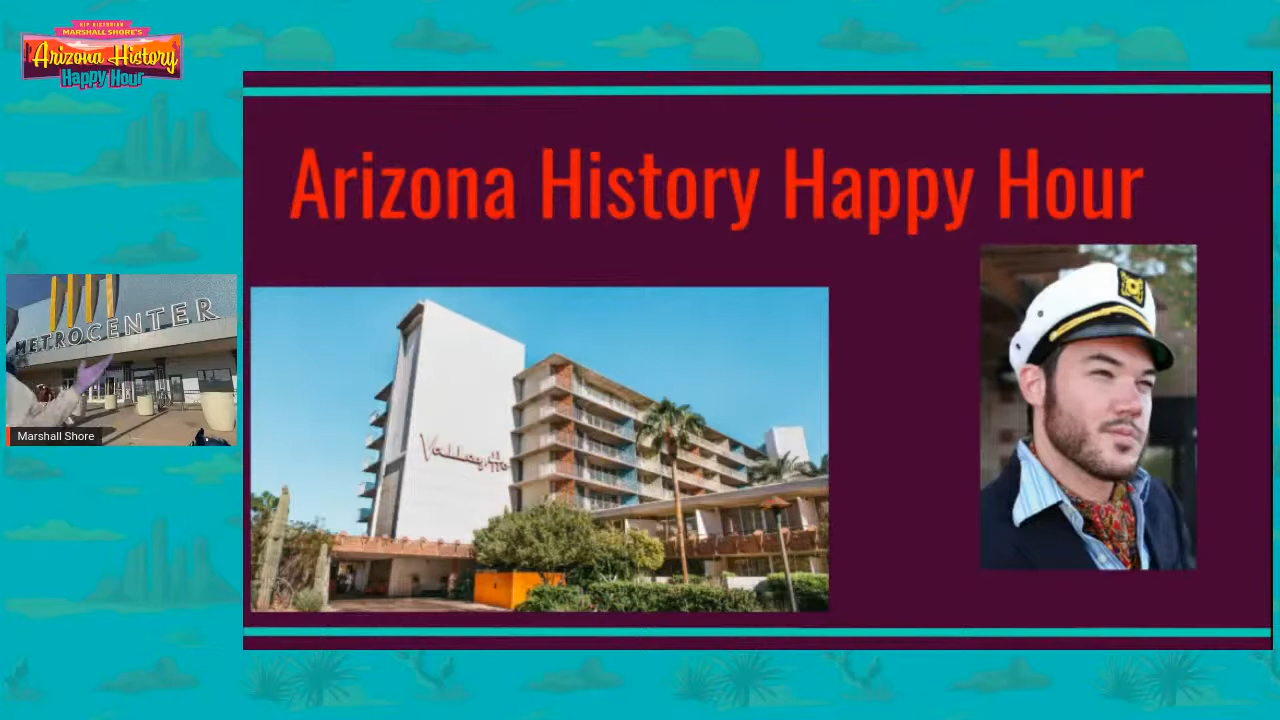 HIP HISTORIAN
MARSHALL SHORE'S
Arizona History
Happy Hour
Arizona History Happy Hour
METROCENTER
Marshall Shore
Valley Ho